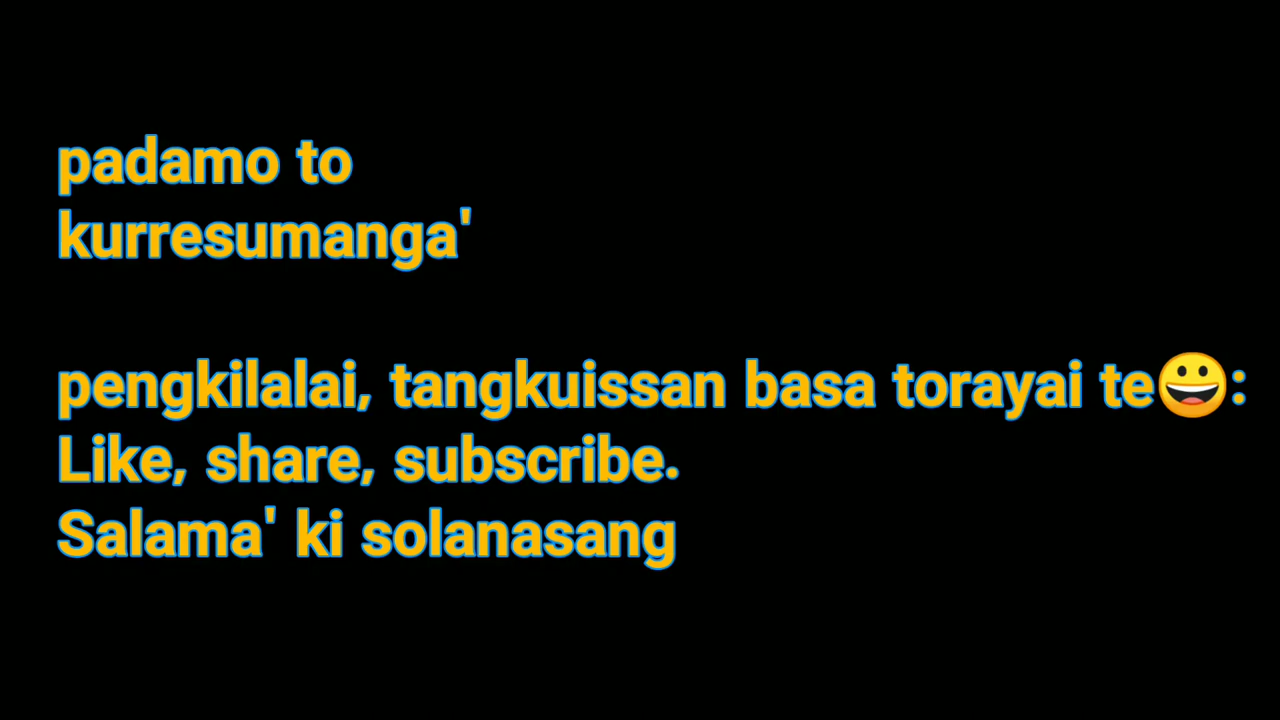 padamo to
kurresumanga'
pengkilalai, tangkuissan basa torayai te😀:
Like, share, subscribe.
Salama' ki solanasang